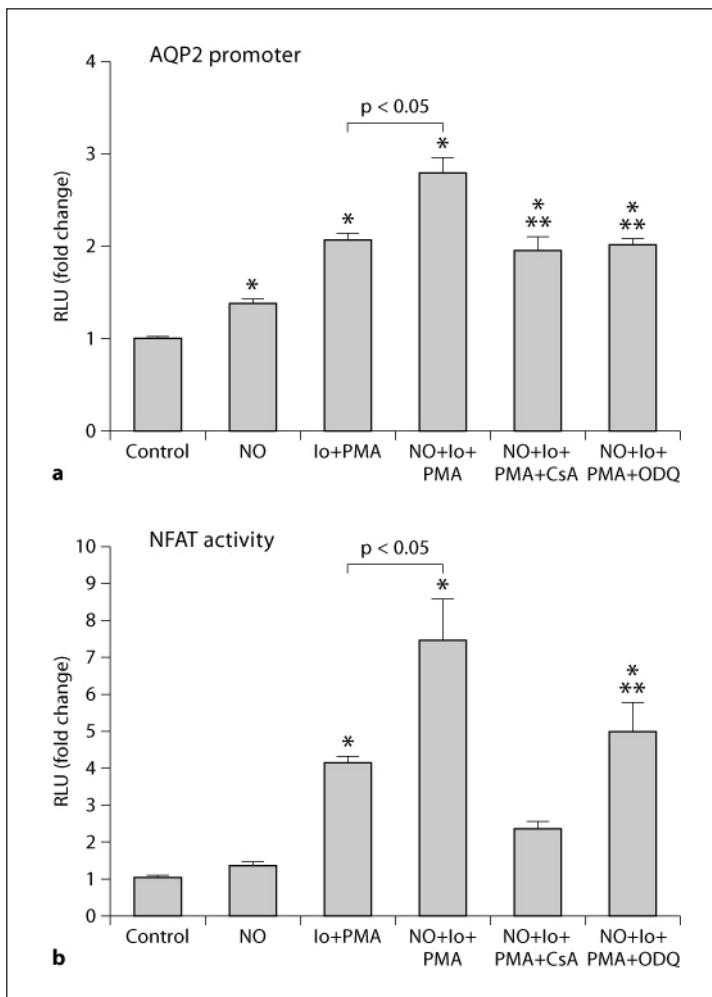 AQP2 promoter
4
3
2
1
0
RLU (fold change)
p < 0.05
*
*
*
*
**
*
**
Control
NO
Io+PMA
NO+Io+
PMA
NO+Io+
PMA+CsA
NO+Io+
PMA+ODQ
a
NFAT activity
10
9
8
7
6
5
4
3
2
1
0
RLU (fold change)
p < 0.05
*
*
*
**
Control
NO
Io+PMA
NO+Io+
PMA
NO+Io+
PMA+CsA
NO+Io+
PMA+ODQ
b